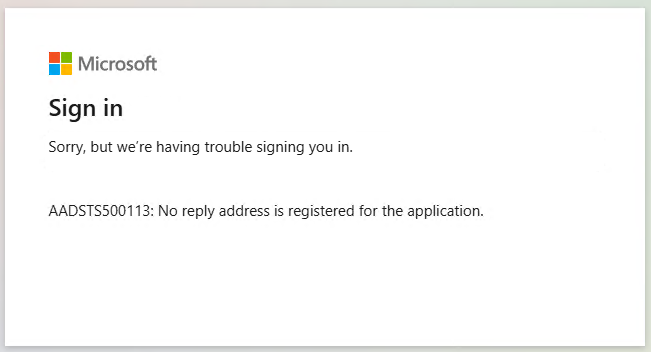 Microsoft
Sign in
Sorry, but we’re having trouble signing you in.
AADSTS500113: No reply address is registered for the application.